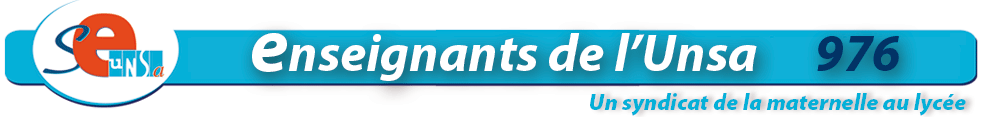 SE UNSa
enseignants de l'Unsa 976
Un syndicat de la maternelle au lycée